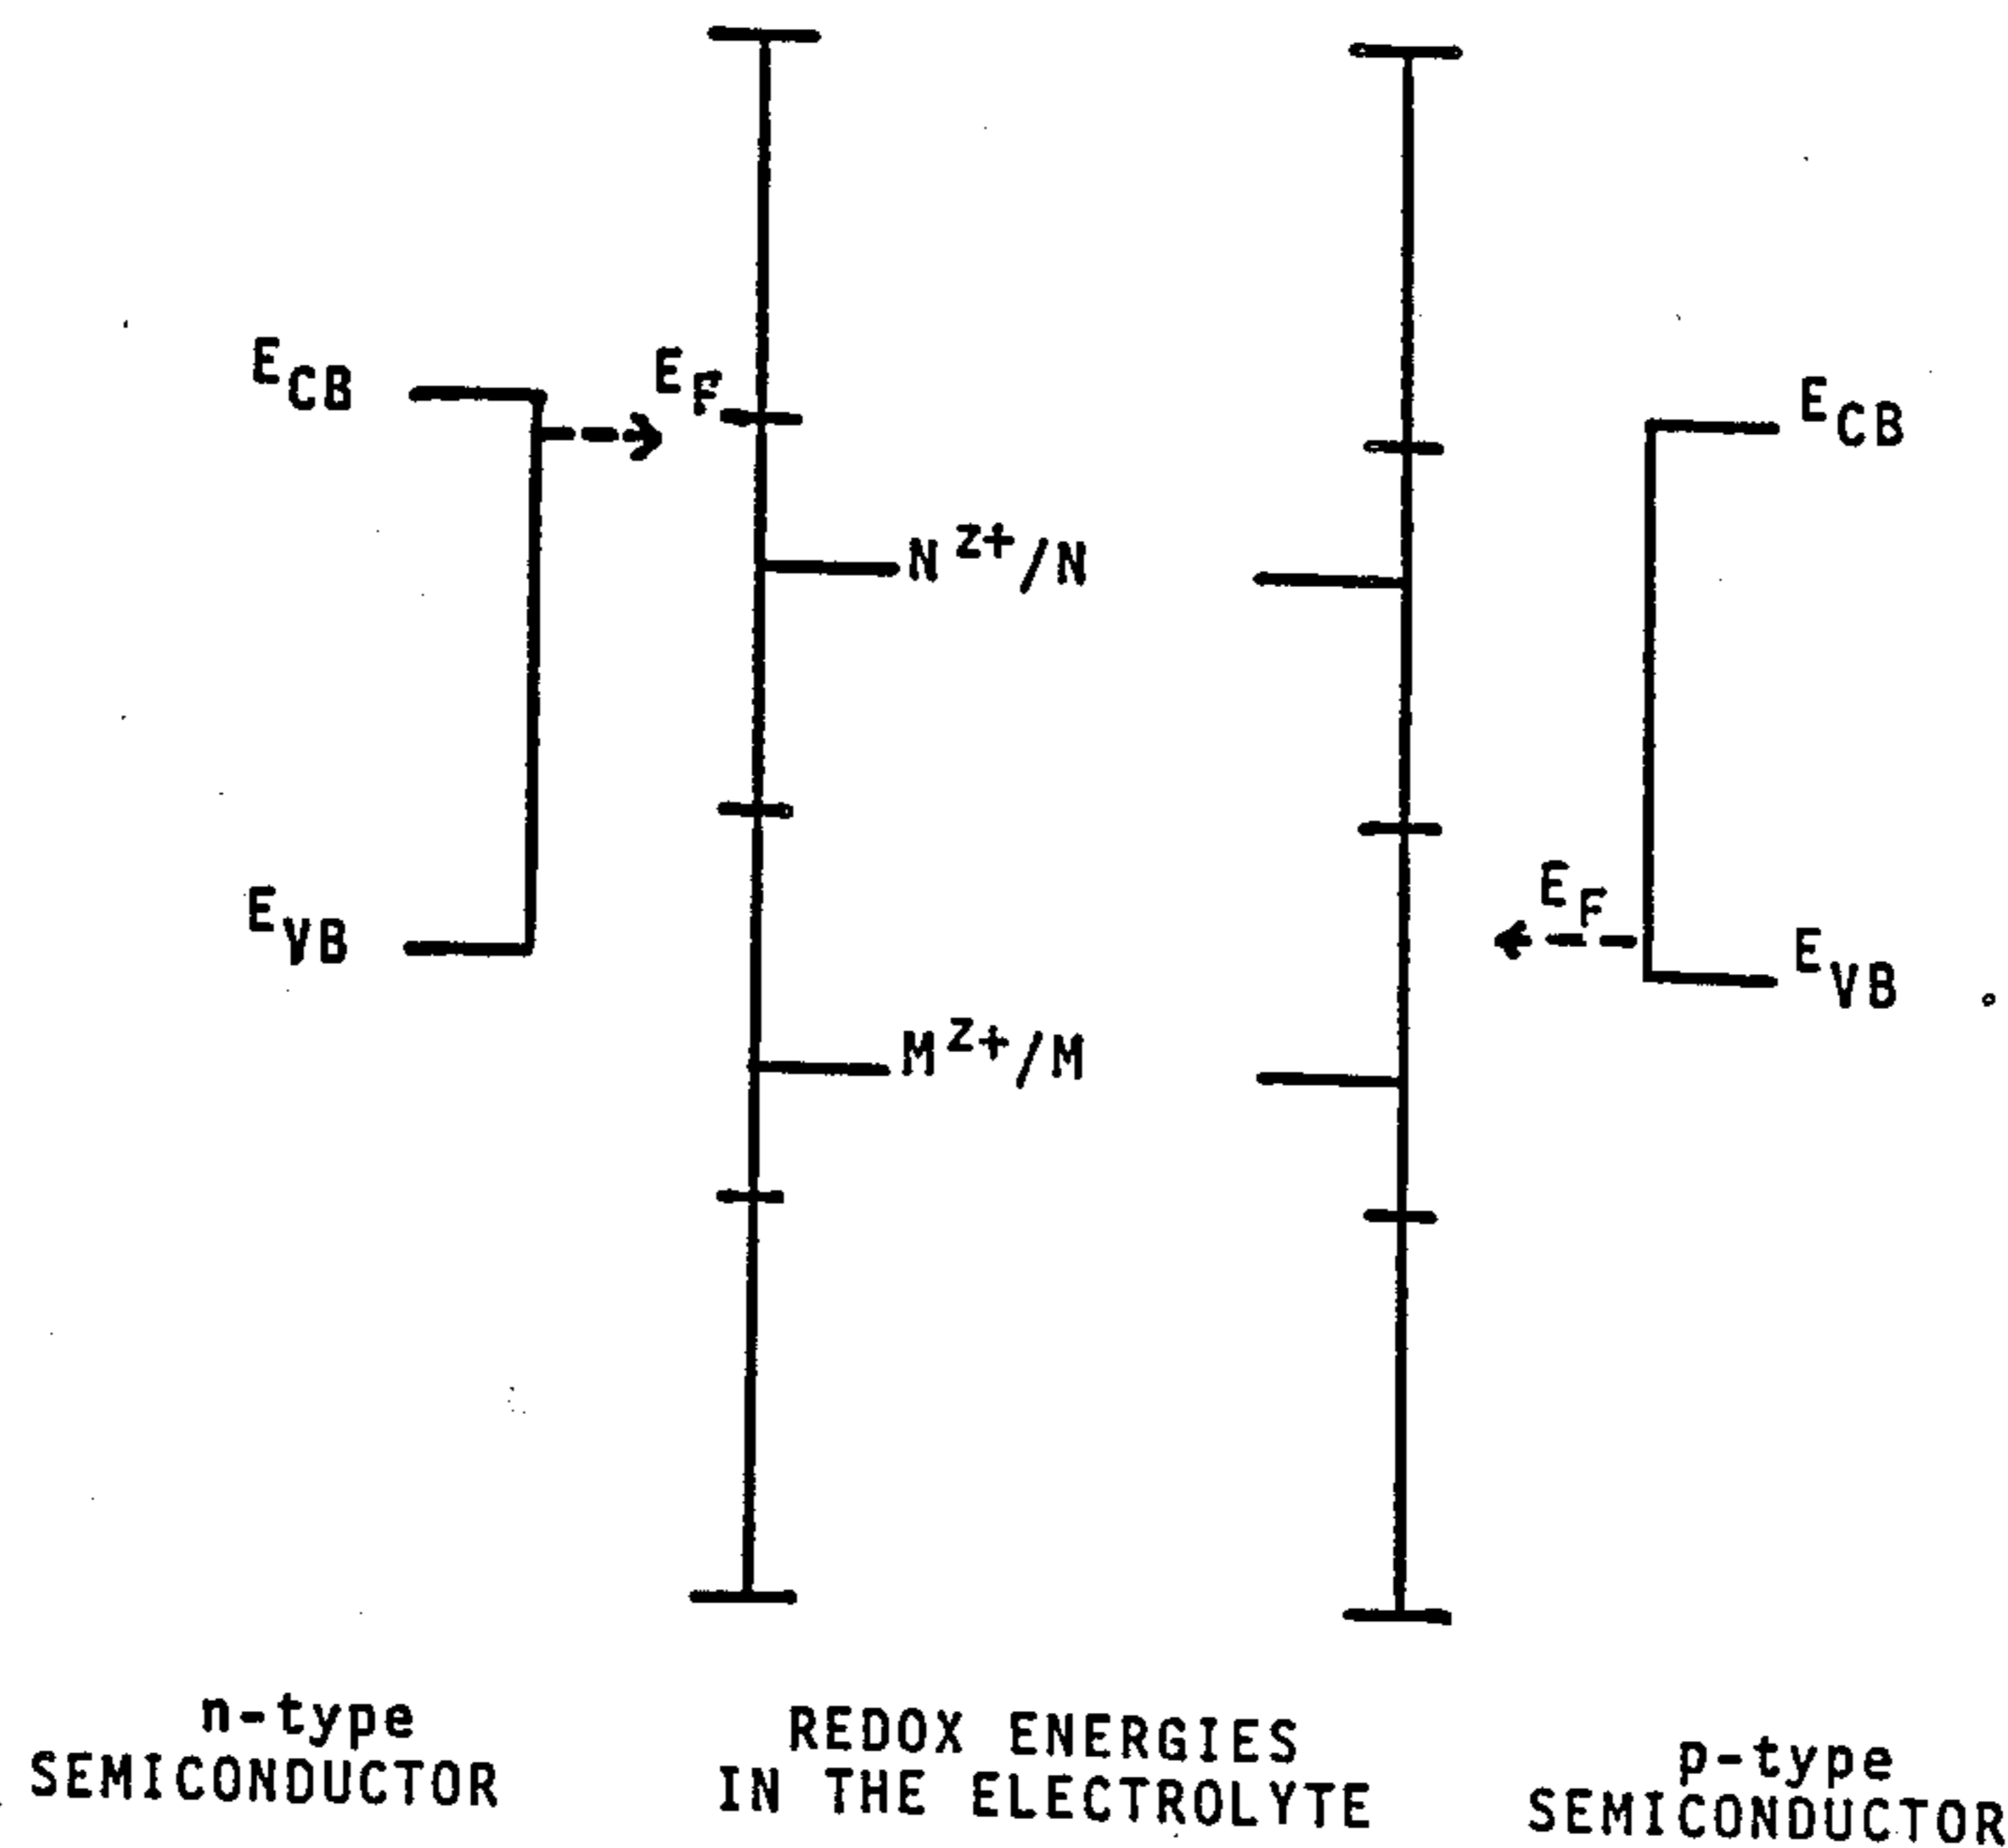 E_CB
E_F
N^z+/N
E_CB
E_VB
E_F
E_VB
M^z+/M
n-type
SEMICONDUCTOR
REDOX ENERGIES
IN THE ELECTROLYTE
p-type
SEMICONDUCTOR